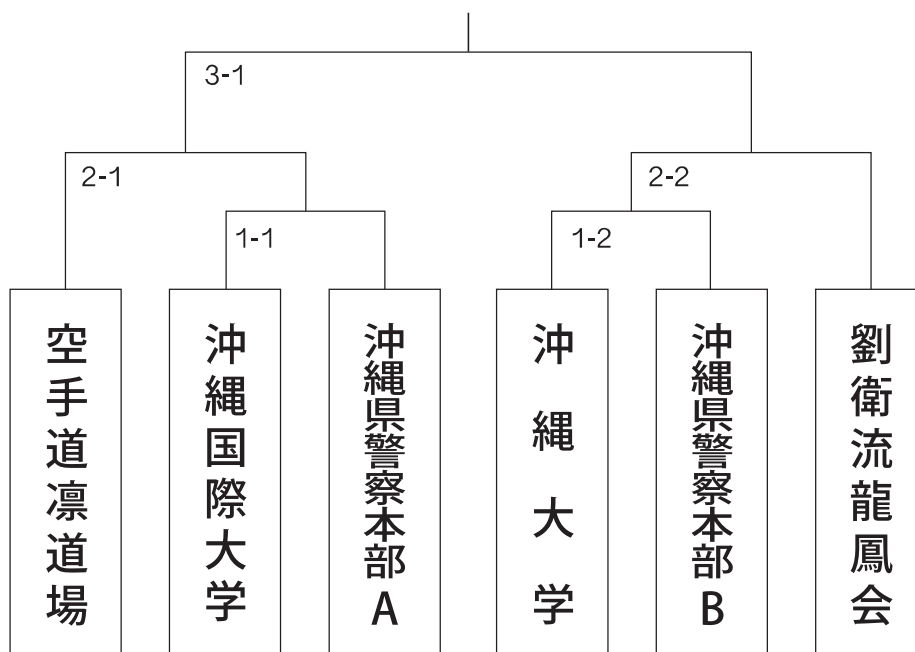 3-1
2-1
2-2
1-1
1-2
空手道凛道場
沖縄国際大学
沖縄県警察本部A
沖縄大学
沖縄県警察本部B
劉衛流龍鳳会